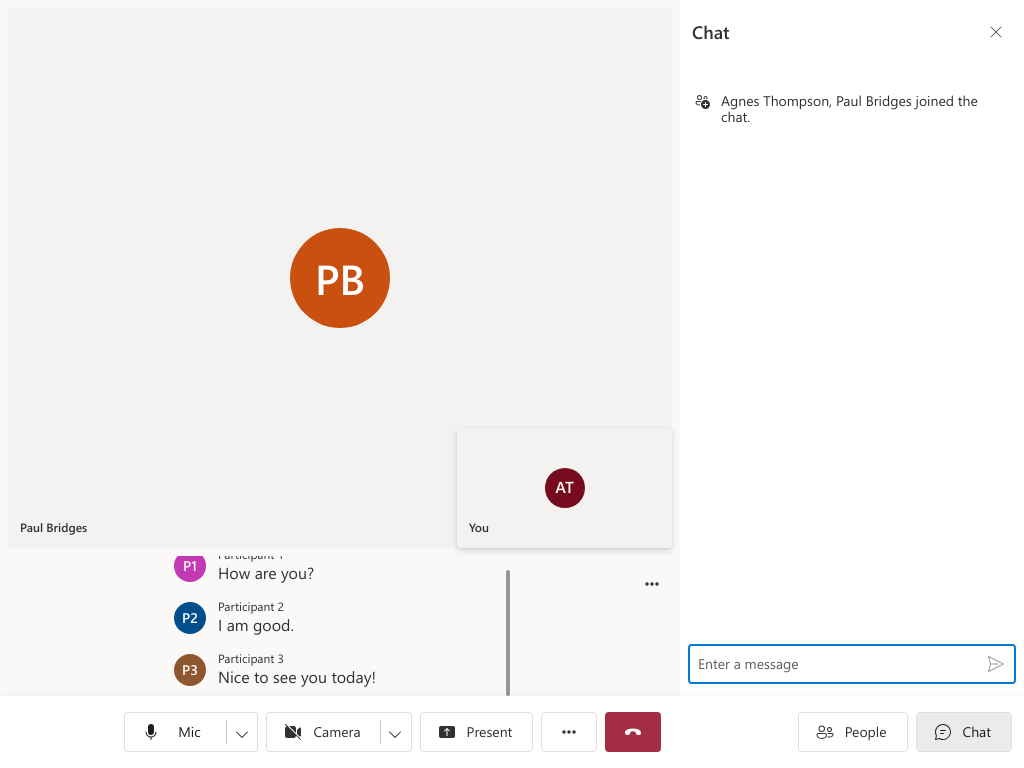 PB
Paul Bridges
AT
You
P1
Participant 1
How are you?
P2
Participant 2
I am good.
P3
Participant 3
Nice to see you today!
Mic
Camera
Present
Chat
Agnes Thompson, Paul Bridges joined the
chat.
Enter a message
People
Chat